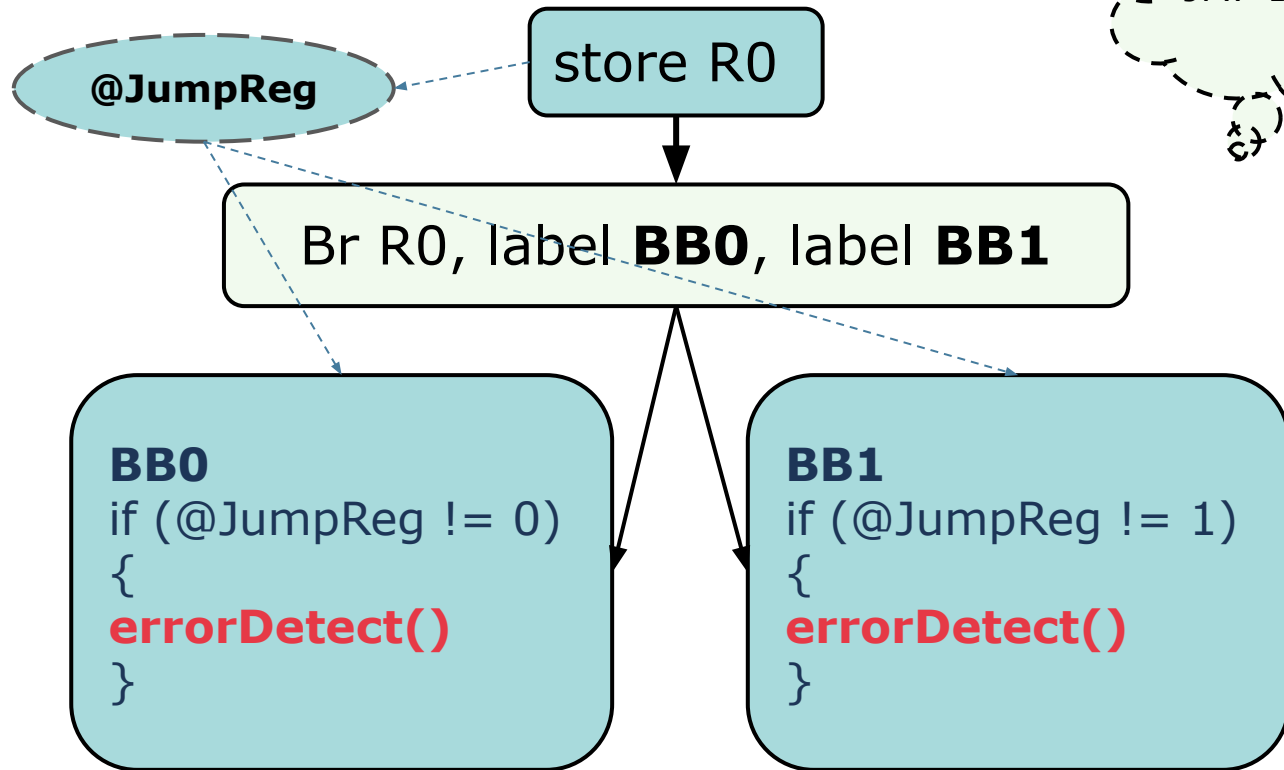 store R0
@JumpReg
Br R0, label BB0, label BB1
BB0
if (@JumpReg != 0)
{
errorDetect()
}
BB1
if (@JumpReg != 1)
{
errorDetect()
}